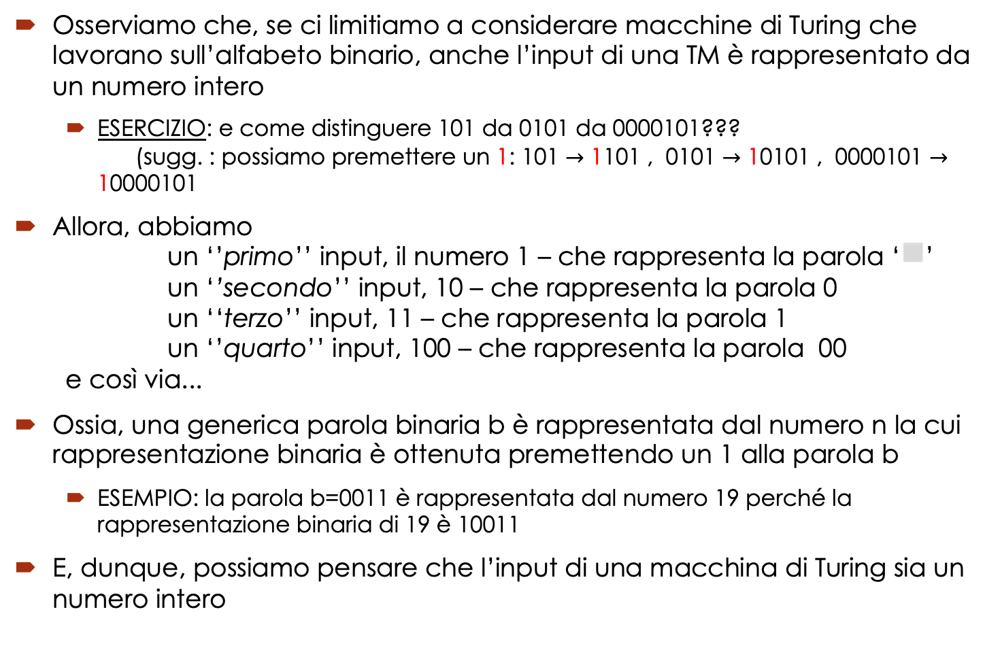 Osserviamo che, se ci limitiamo a considerare macchine di Turing che
lavorano sull’alfabeto binario, anche l’input di una TM è rappresentato da
un numero intero
ESERCIZIO: e come distinguere 101 da 0101 da 0000101???
(sugg. : possiamo premettere un 1: 101 → 1101 , 0101 → 10101 , 0000101 →
10000101
Allora, abbiamo
un ‘’primo’’ input, il numero 1 – che rappresenta la parola ‘ ’
un ‘’secondo’’ input, 10 – che rappresenta la parola 0
un ‘‘terzo’’ input, 11 – che rappresenta la parola 1
un ‘’quarto’’ input, 100 – che rappresenta la parola 00
e così via...
Ossia, una generica parola binaria b è rappresentata dal numero n la cui
rappresentazione binaria è ottenuta premettendo un 1 alla parola b
ESEMPIO: la parola b=0011 è rappresentata dal numero 19 perché la
rappresentazione binaria di 19 è 10011
E, dunque, possiamo pensare che l’input di una macchina di Turing sia un
numero intero